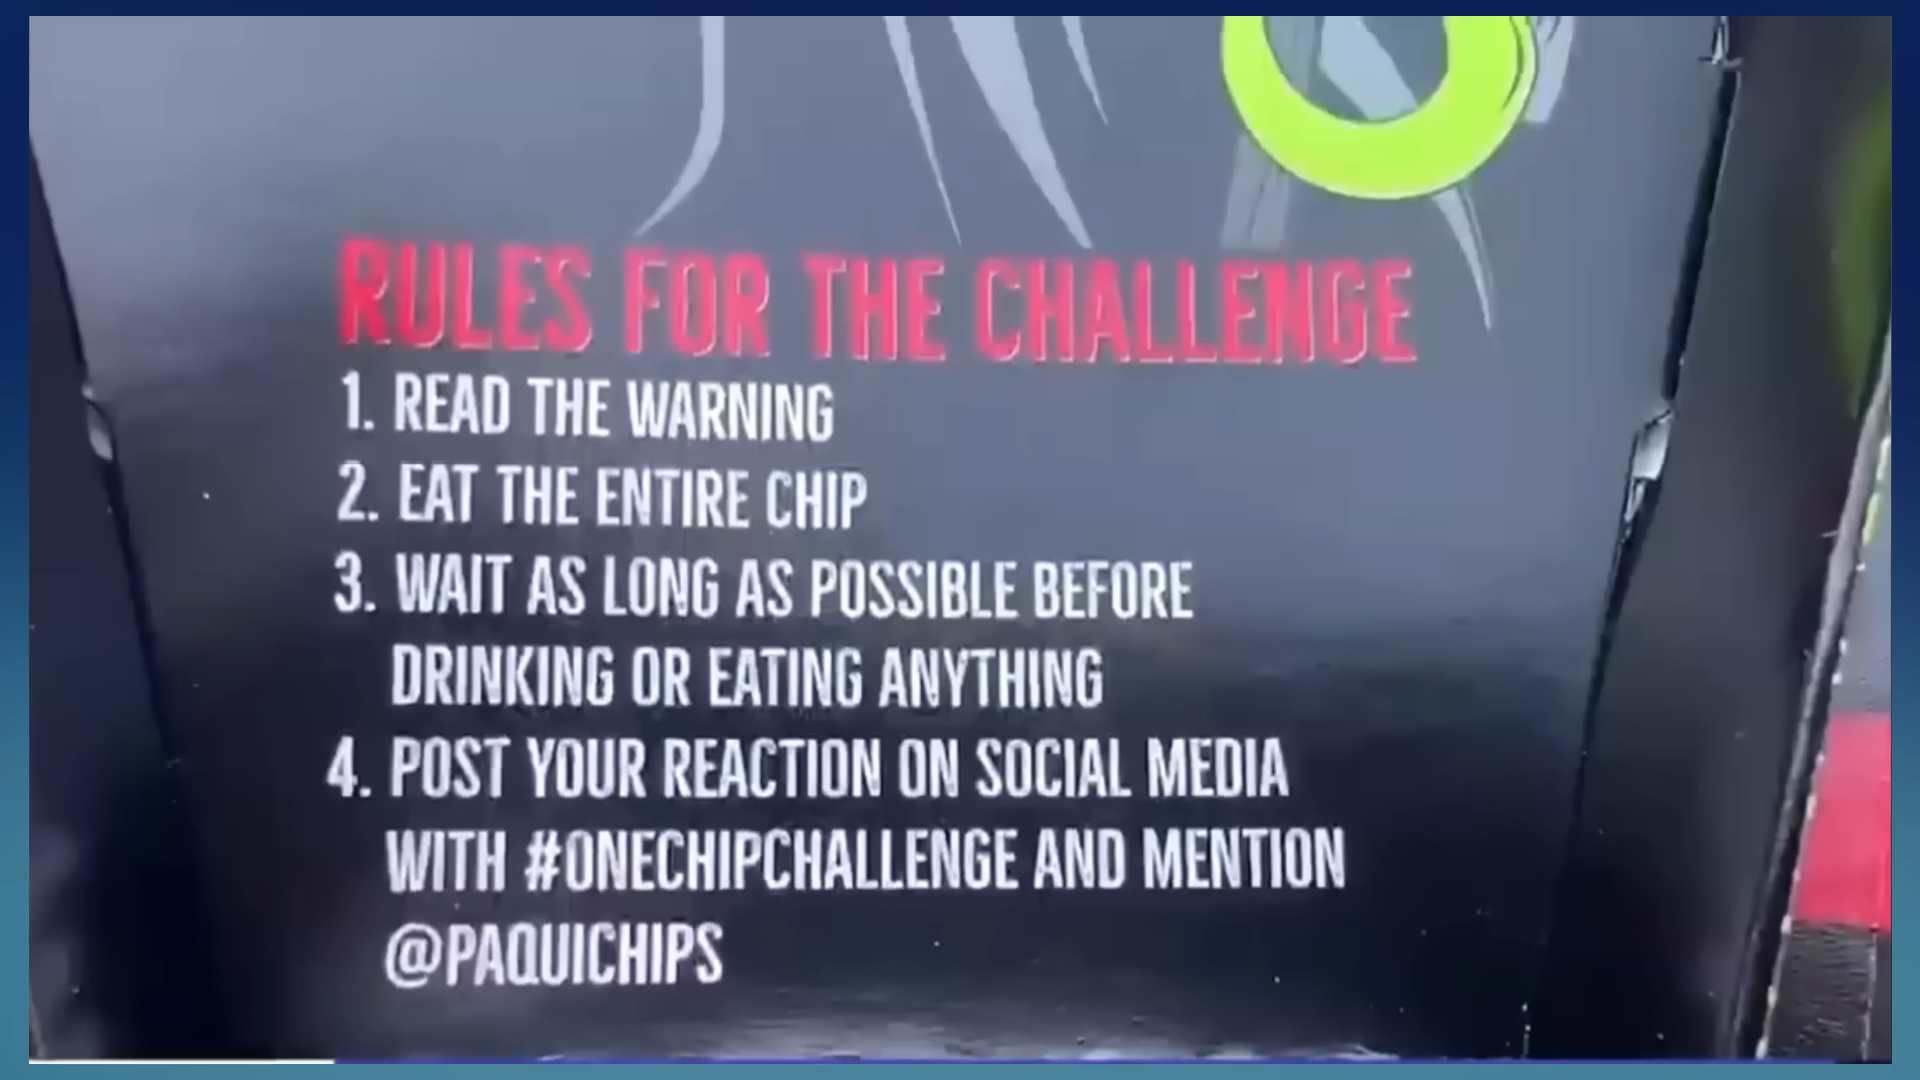 RULES FOR THE CHALLENGE
1. READ THE WARNING
2. EAT THE ENTIRE CHIP
3. WAIT AS LONG AS POSSIBLE BEFORE
DRINKING OR EATING ANYTHING
4. POST YOUR REACTION ON SOCIAL MEDIA
WITH #ONECHIPCHALLENGE AND MENTION
@PAQUICHIPS